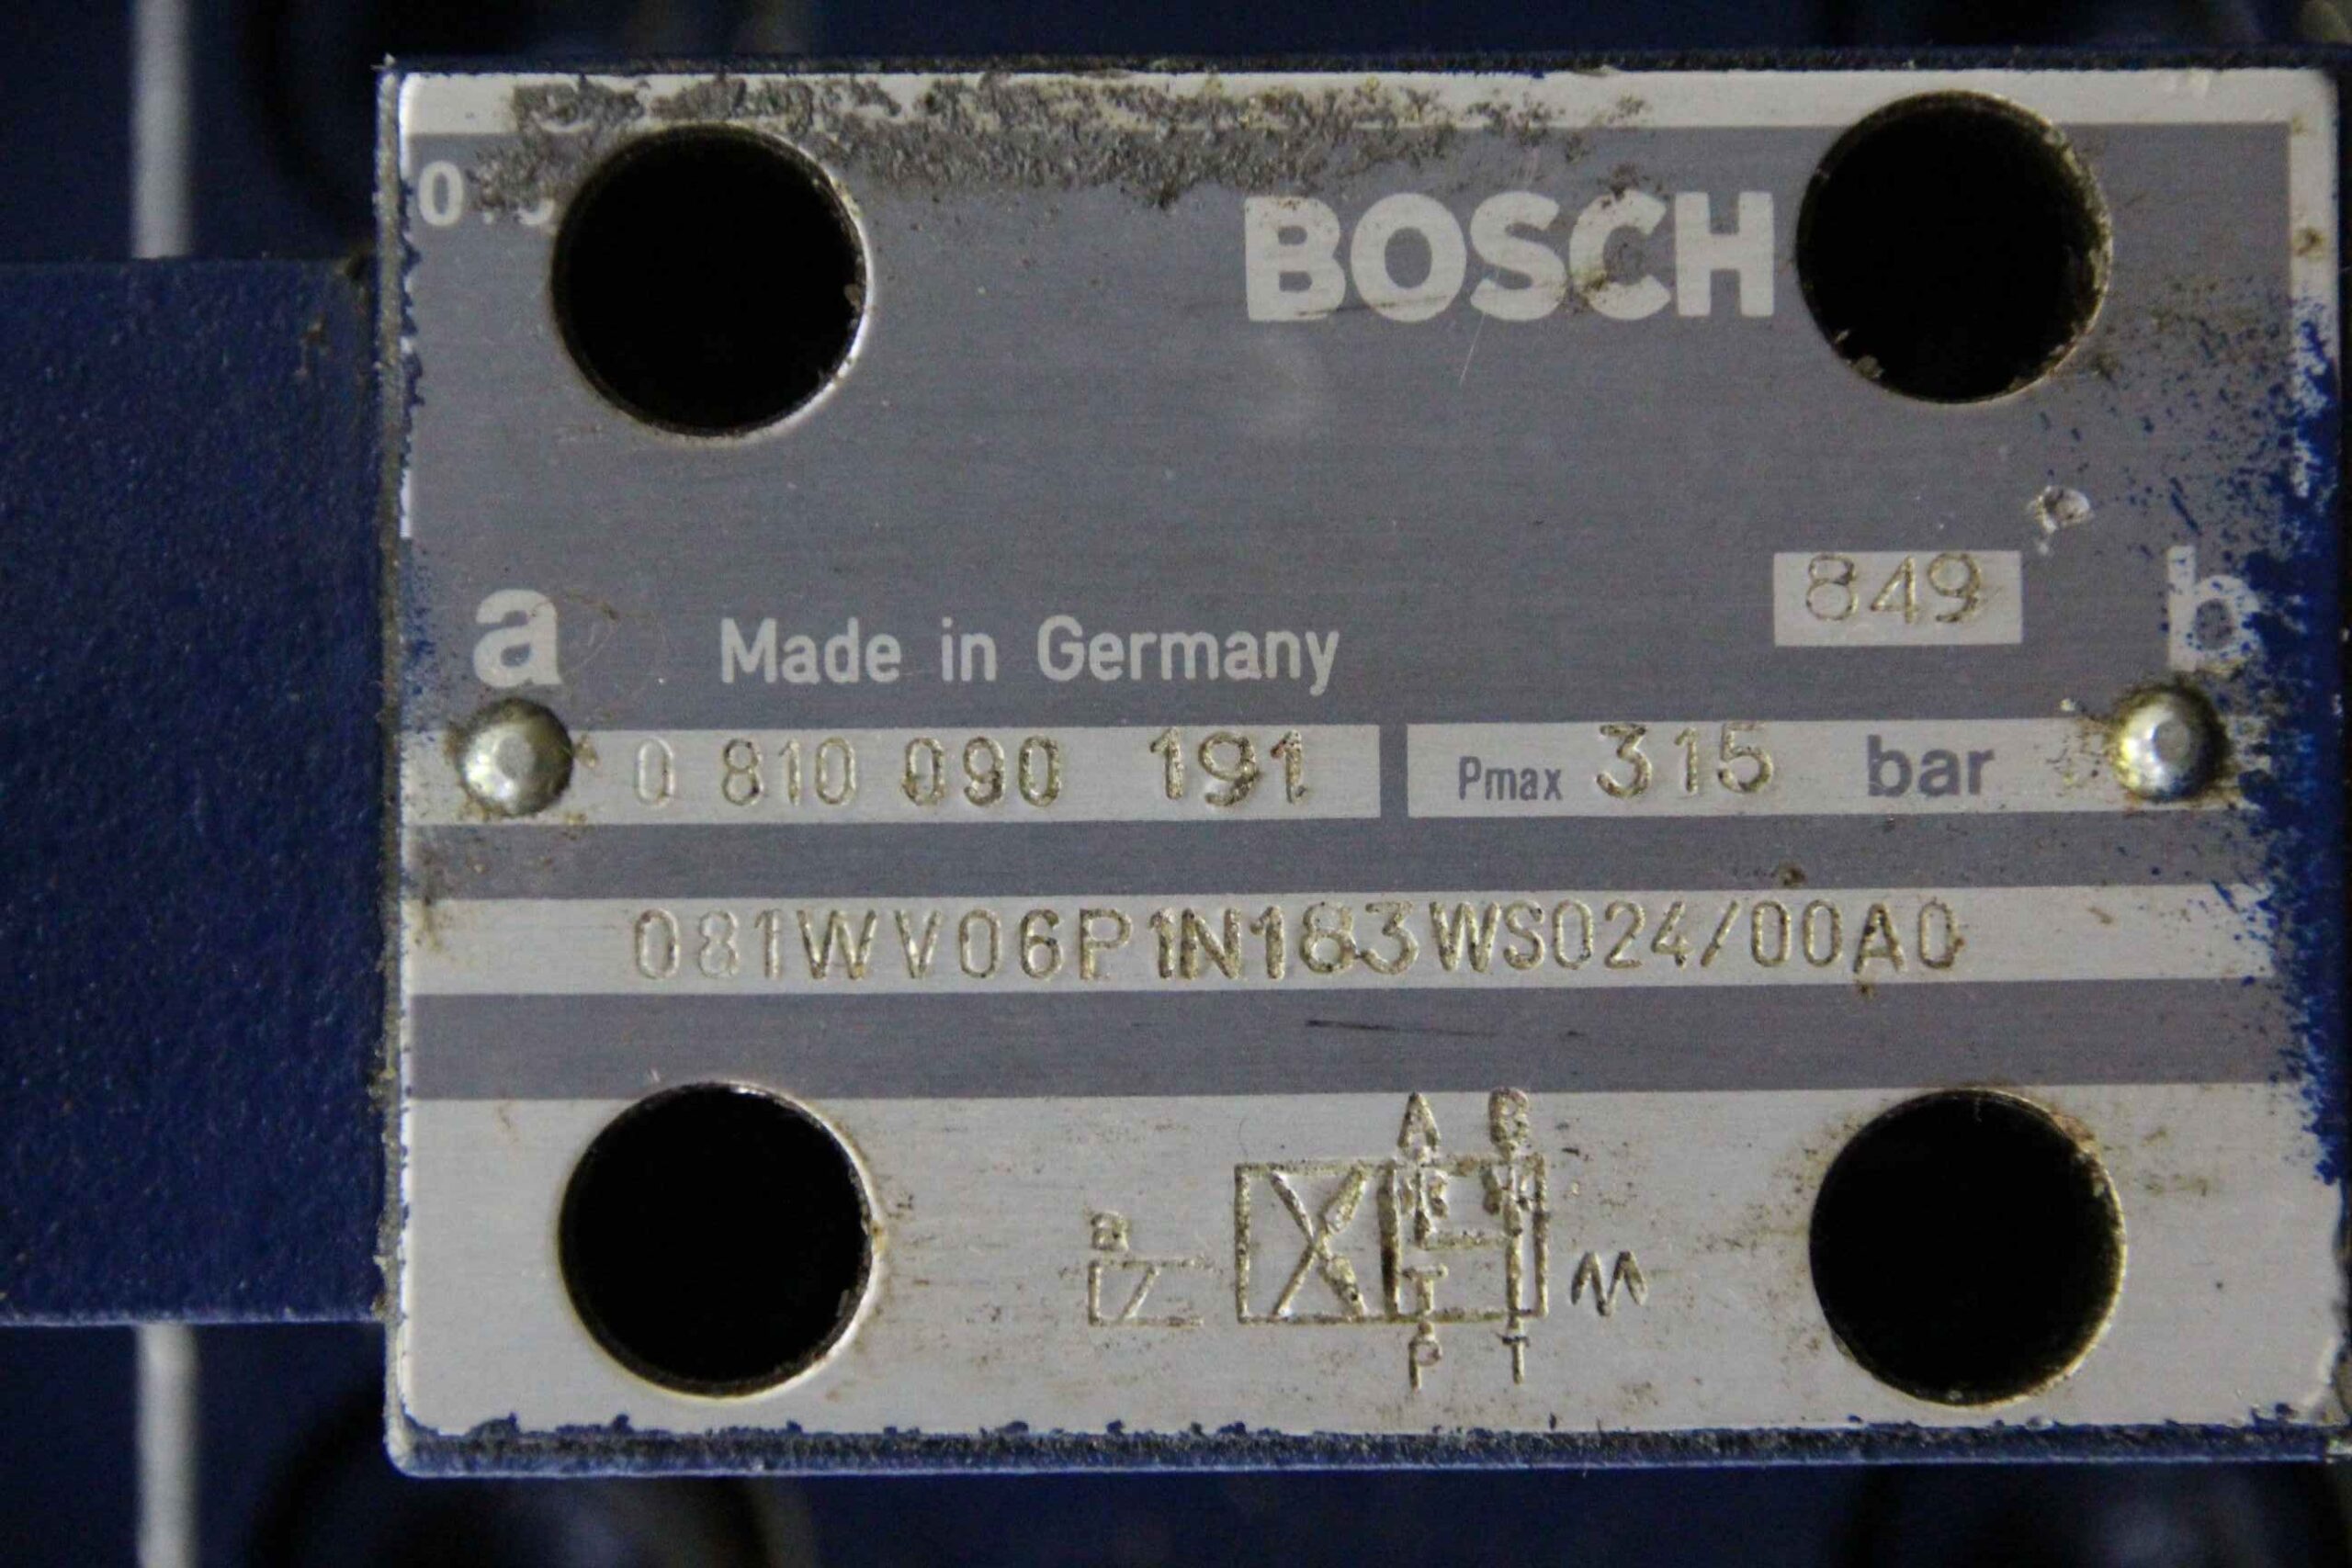 BOSCH
849
a b
Made in Germany
0 810 090 191 Pmax 315 bar
081WV06P1N183WS024/00A0
A B
a
P T